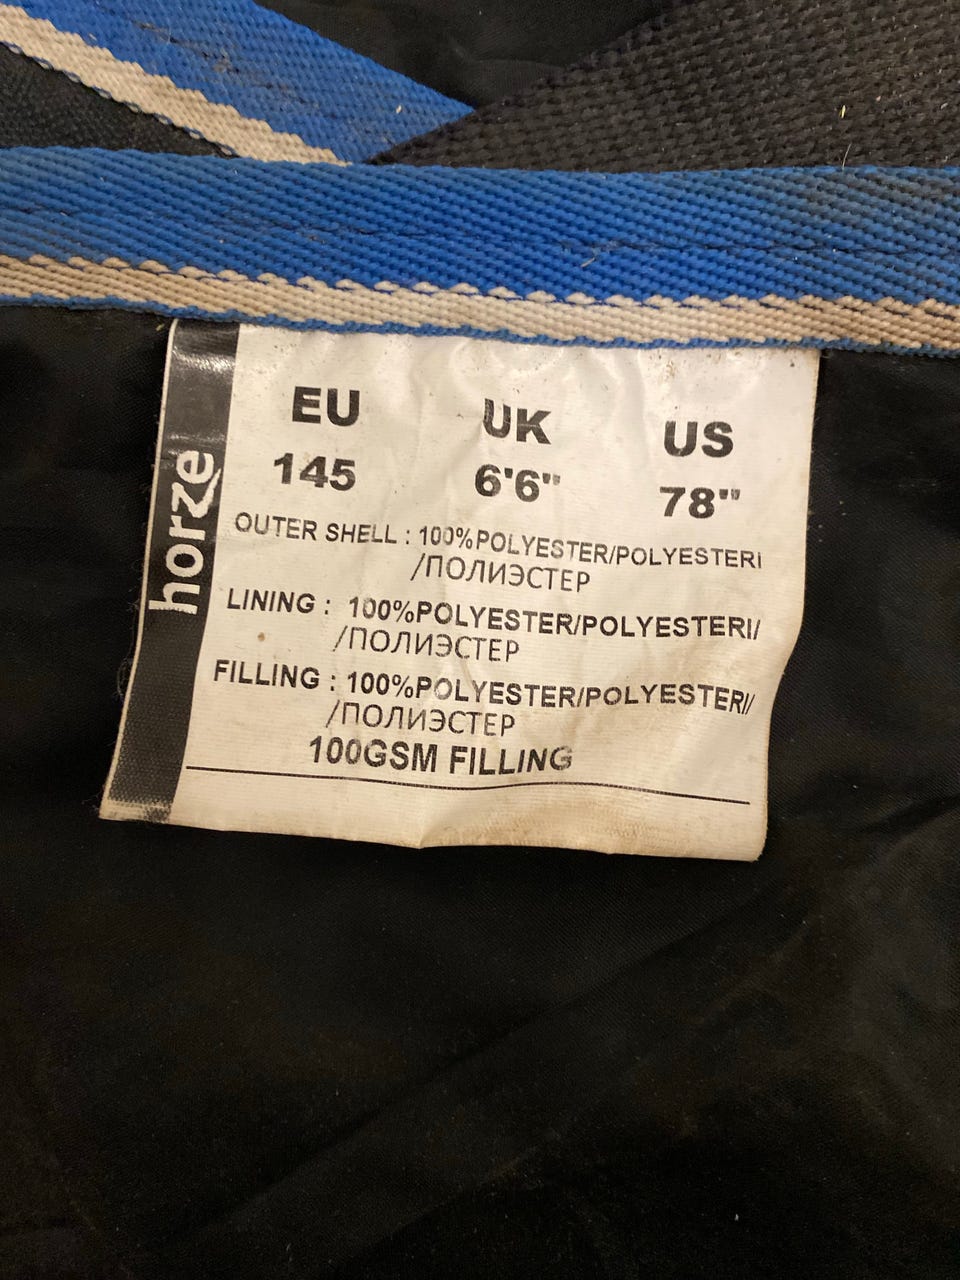 horze
EU UK US
145 6'6" 78"
OUTER SHELL : 100%POLYESTER/POLYESTERI
/ПОЛИЭСТЕР
LINING : 100%POLYESTER/POLYESTERI/
/ПОЛИЭСТЕР
FILLING : 100%POLYESTER/POLYESTERI/
/ПОЛИЭСТЕР
100GSM FILLING